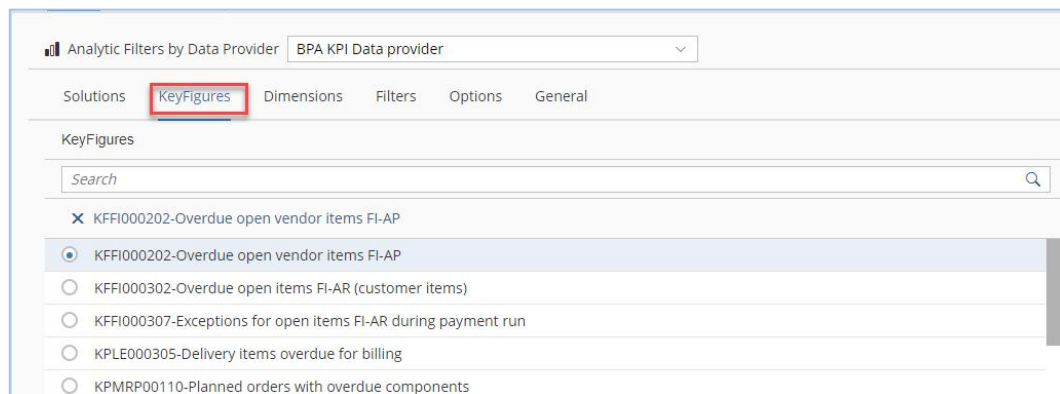 Analytic Filters by Data Provider BPA KPI Data provider
Solutions KeyFigures Dimensions Filters Options General
KeyFigures
Search
KFFI000202-Overdue open vendor items FI-AP
KFFI000202-Overdue open vendor items FI-AP
KFFI000302-Overdue open items FI-AR (customer items)
KFFI000307-Exceptions for open items FI-AR during payment run
KPLE000305-Delivery items overdue for billing
KPMRP00110-Planned orders with overdue components